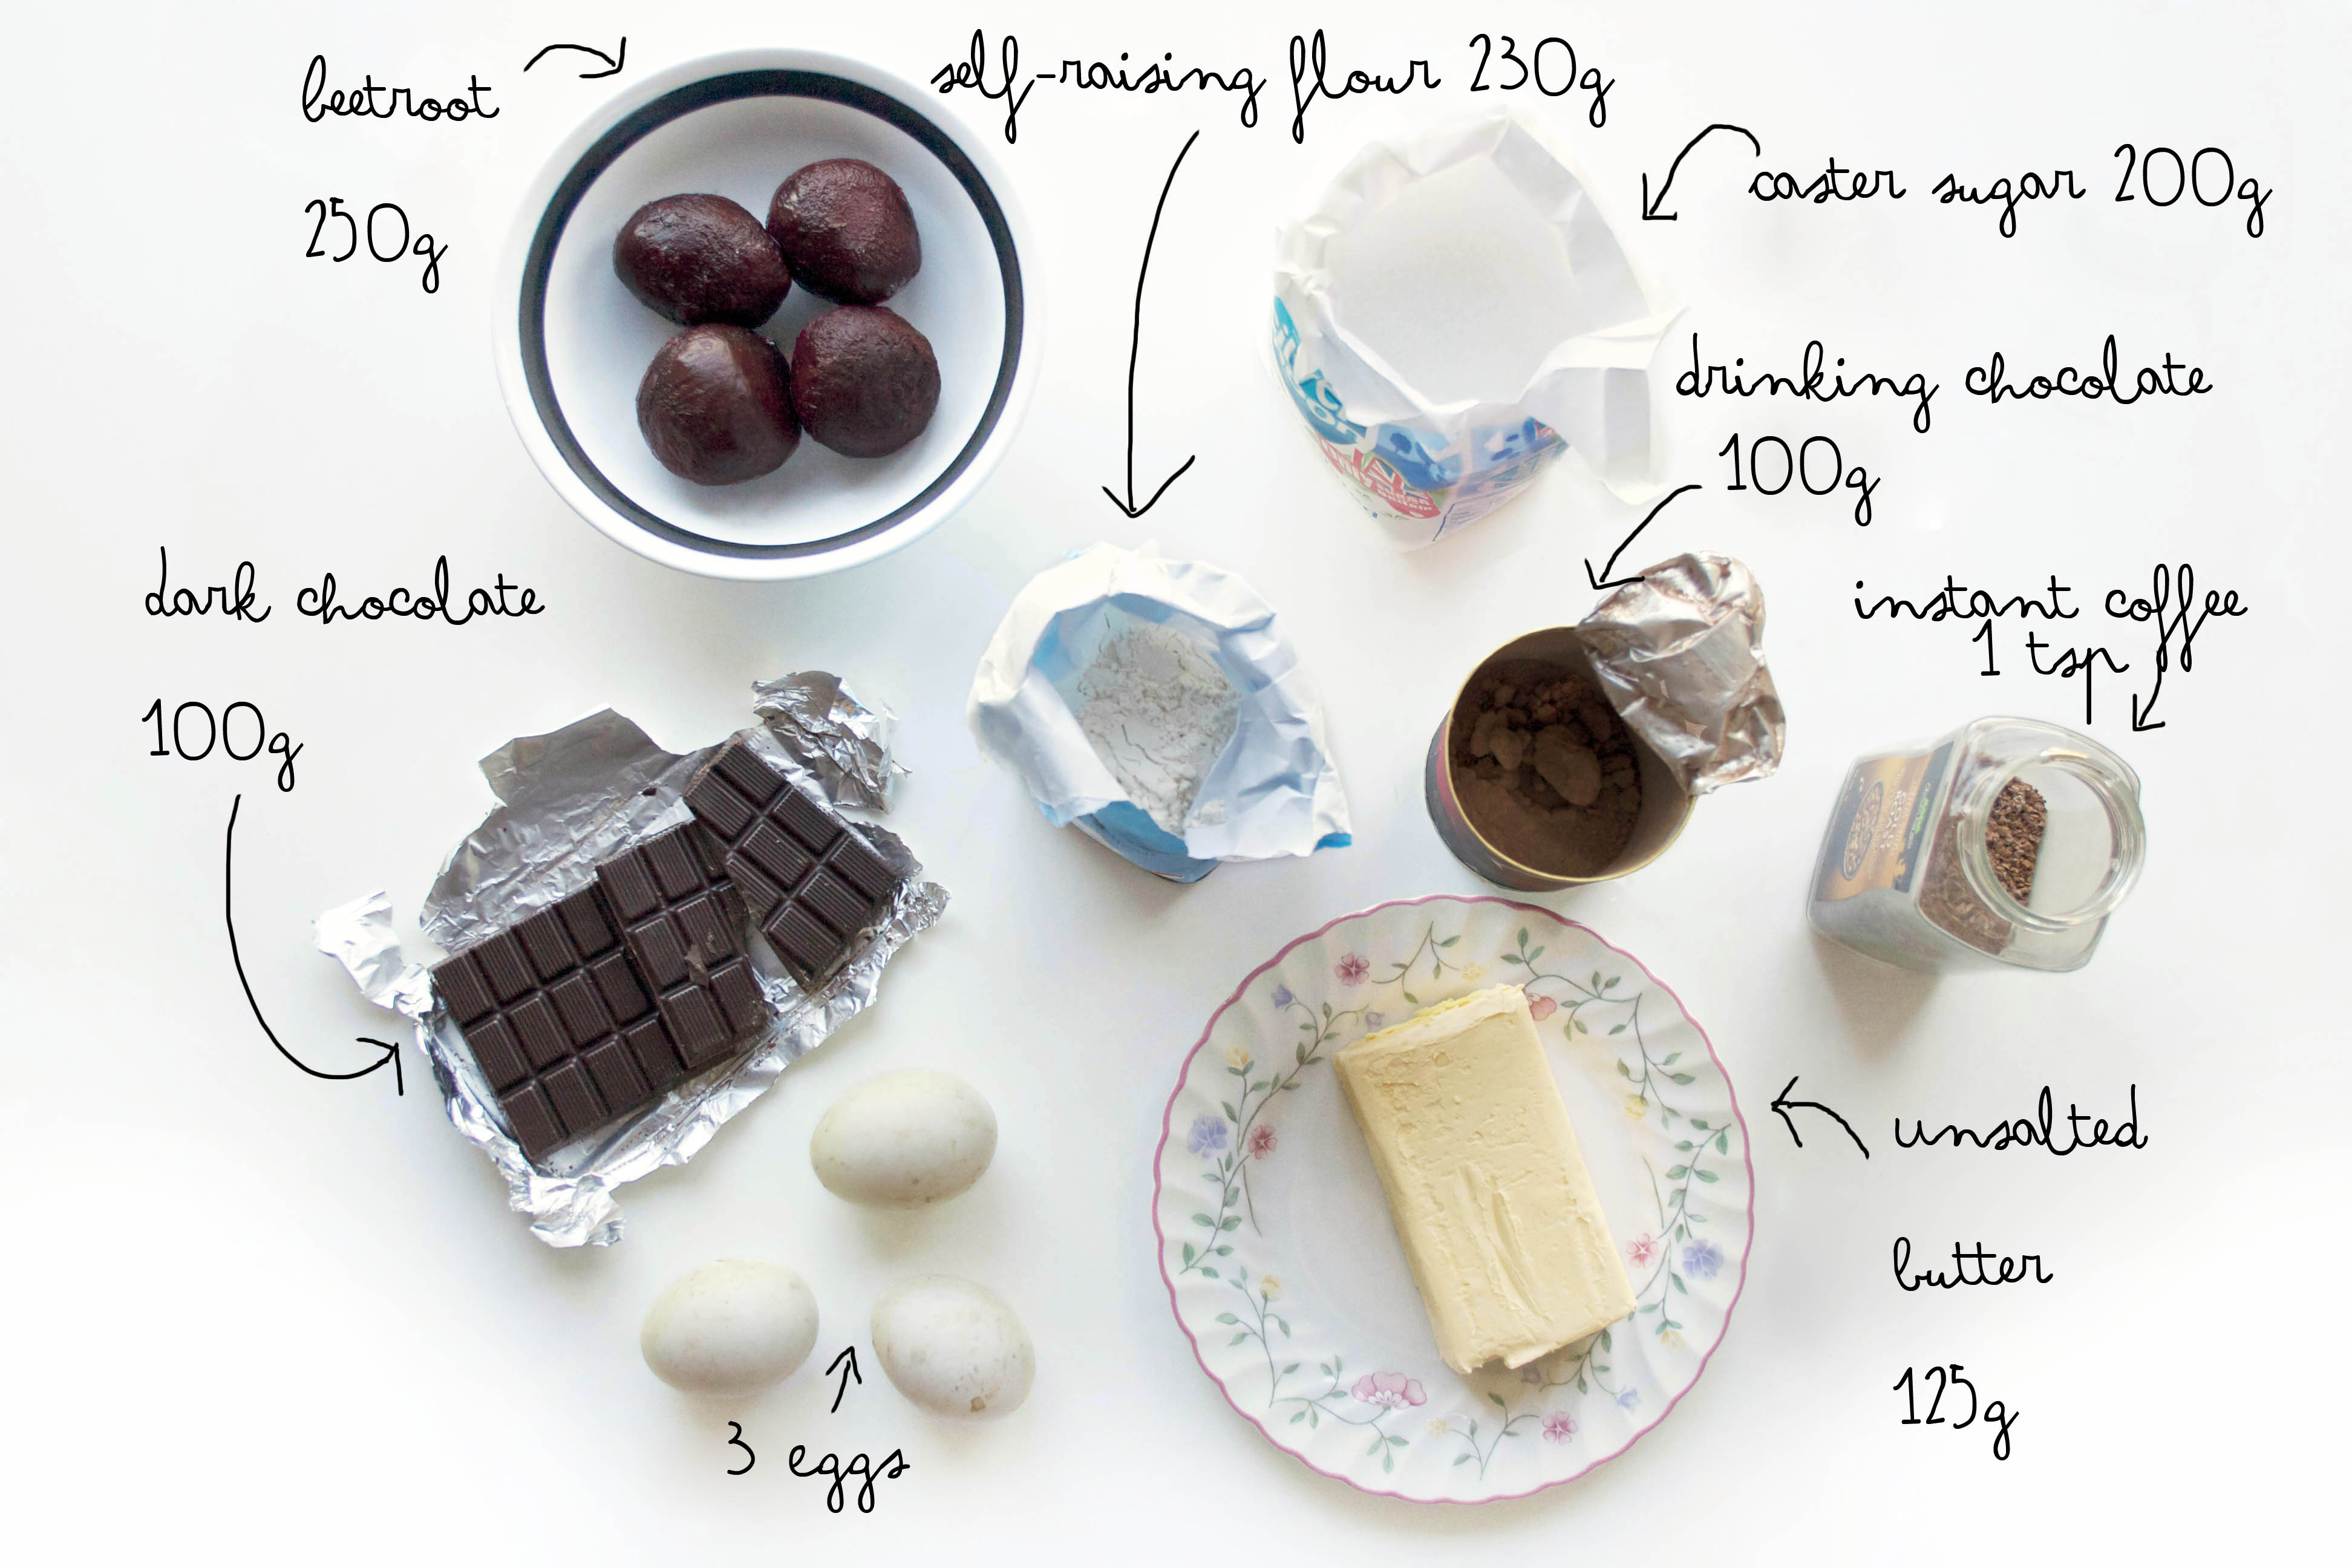 beetroot
250g
self-raising flour 230g
caster sugar 200g
drinking chocolate
100g
instant coffee
1 tsp
dark chocolate
100g
unsalted
butter
125g
3 eggs